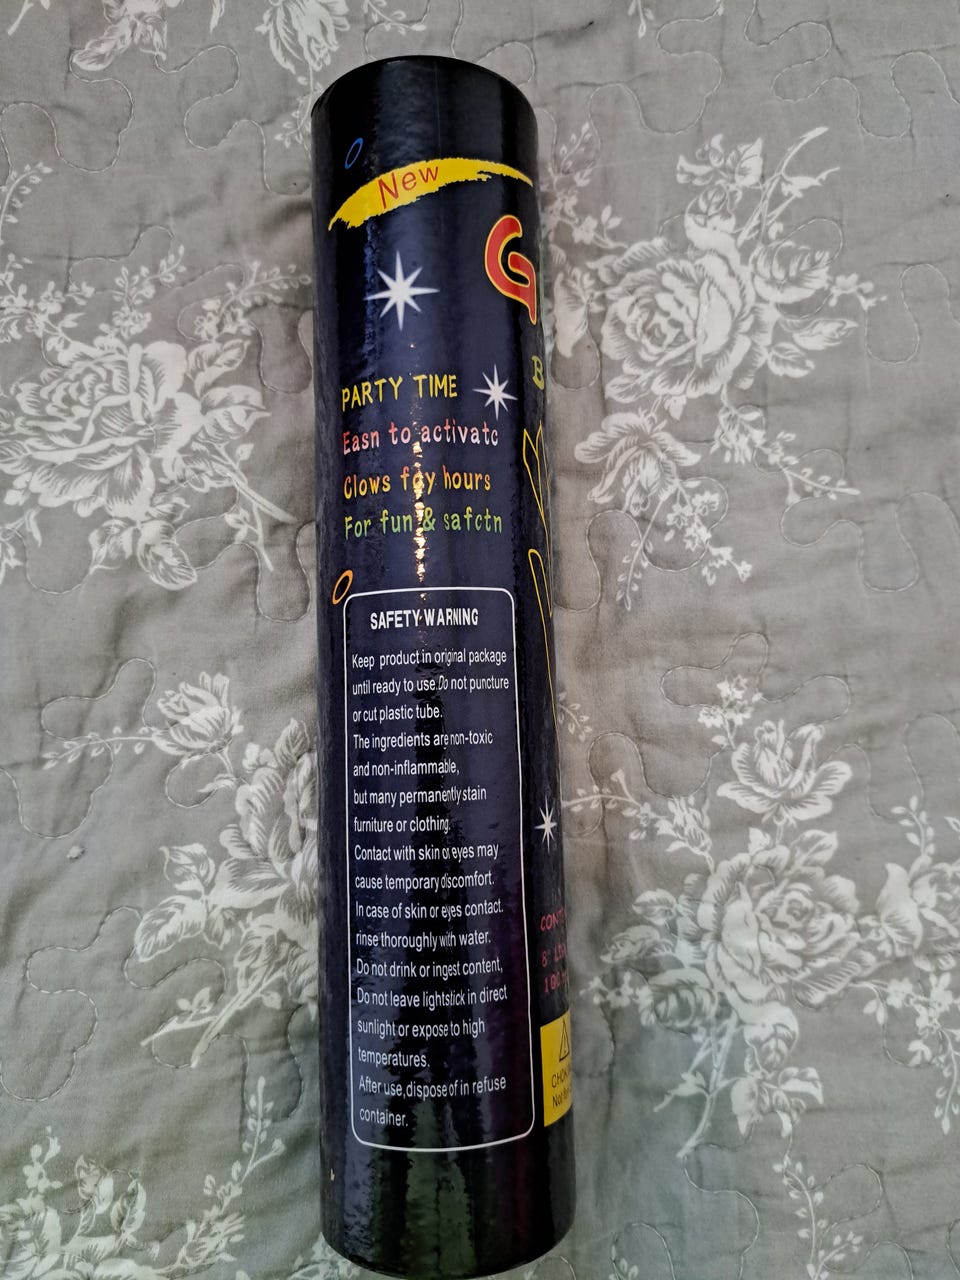 New
G
B
PARTY TIME
Easn to activatc
Clows foy hours
For fun & safctn
SAFETY WARNING
Keep product in original package
until ready to use.Do not puncture
or cut plastic tube.
The ingredients are non-toxic
and non-inflammable,
but many permanently stain
furniture or clothing.
Contact with skin or eyes may
cause temporary discomfort.
In case of skin or eyes contact.
rinse thoroughly with water.
Do not drink or ingest content,
Do not leave lightstick in direct
sunlight or expose to high
temperatures.
After use,dispose of in refuse
container.
8"
100
Not